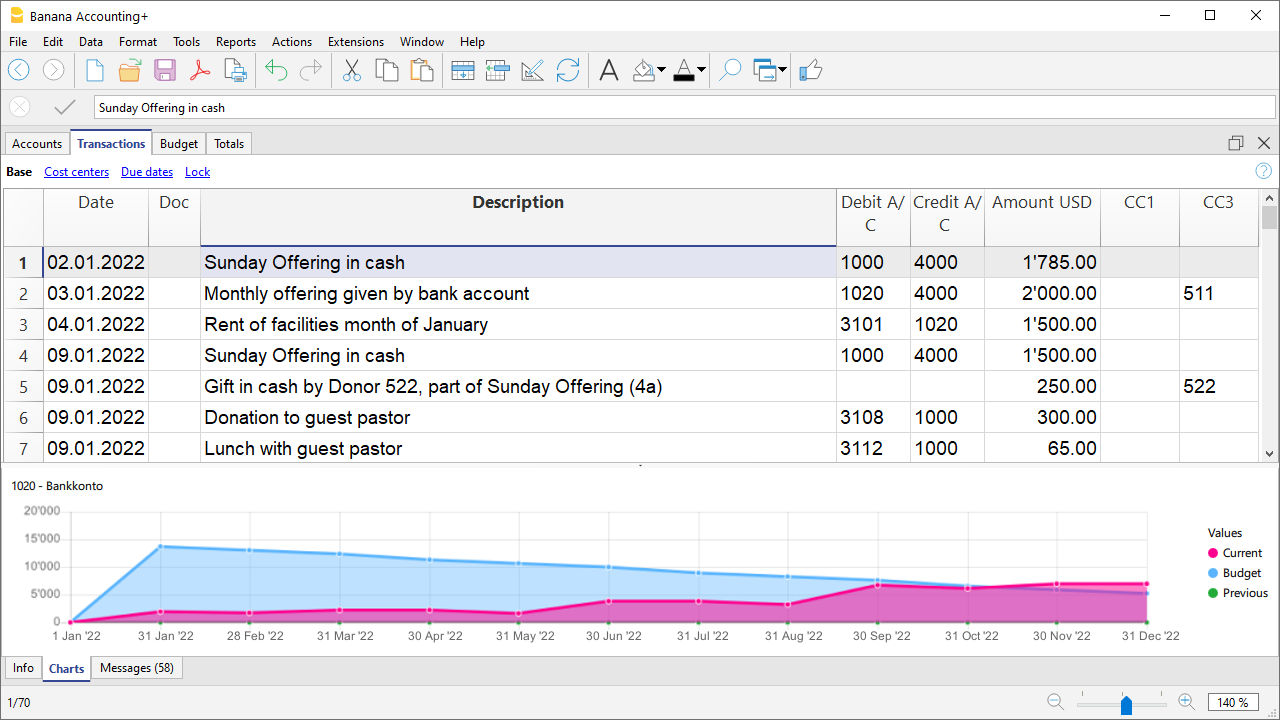 Banana Accounting+
File Edit Data Format Tools Reports Actions Extensions Window Help
Sunday Offering in cash
Accounts Transactions Budget Totals
Base Cost centers Due dates Lock
Date Doc Description Debit A/C Credit A/C Amount USD CC1 CC3
1 02.01.2022 Sunday Offering in cash 1000 4000 1'785.00
2 03.01.2022 Monthly offering given by bank account 1020 4000 2'000.00 511
3 04.01.2022 Rent of facilities month of January 3101 1020 1'500.00
4 09.01.2022 Sunday Offering in cash 1000 4000 1'500.00
5 09.01.2022 Gift in cash by Donor 522, part of Sunday Offering (4a) 250.00 522
6 09.01.2022 Donation to guest pastor 3108 1000 300.00
7 09.01.2022 Lunch with guest pastor 3112 1000 65.00
1020 - Bankkonto
20'000
15'000
10'000
5'000
0
1 Jan '22 31 Jan '22 28 Feb '22 31 Mar '22 30 Apr '22 31 May '22 30 Jun '22 31 Jul '22 31 Aug '22 30 Sep '22 31 Oct '22 30 Nov '22 31 Dec '22
Values
Current
Budget
Previous
Info Charts Messages (58)
1/70 140 %